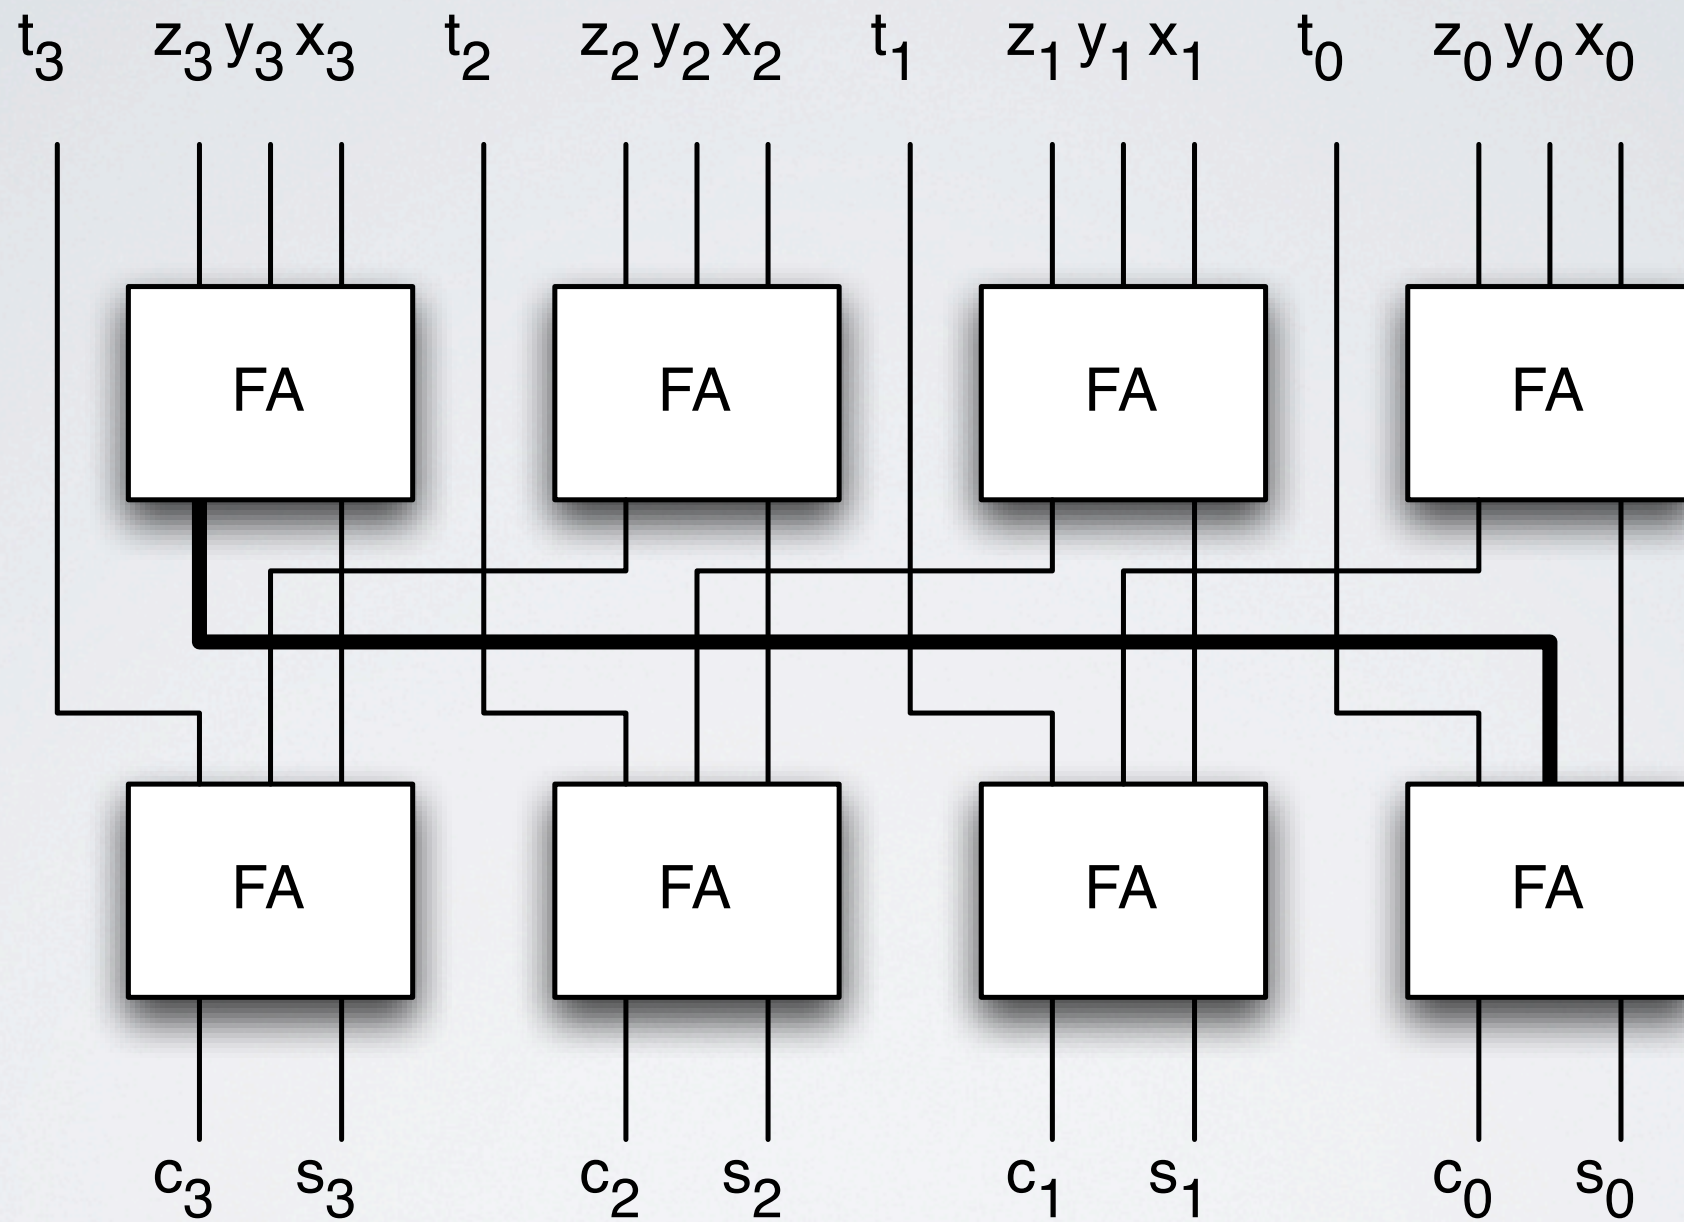 t₃ z₃ y₃ x₃ t₂ z₂ y₂ x₂ t₁ z₁ y₁ x₁ t₀ z₀ y₀ x₀
FA FA FA FA
FA FA FA FA
c₃ s₃ c₂ s₂ c₁ s₁ c₀ s₀